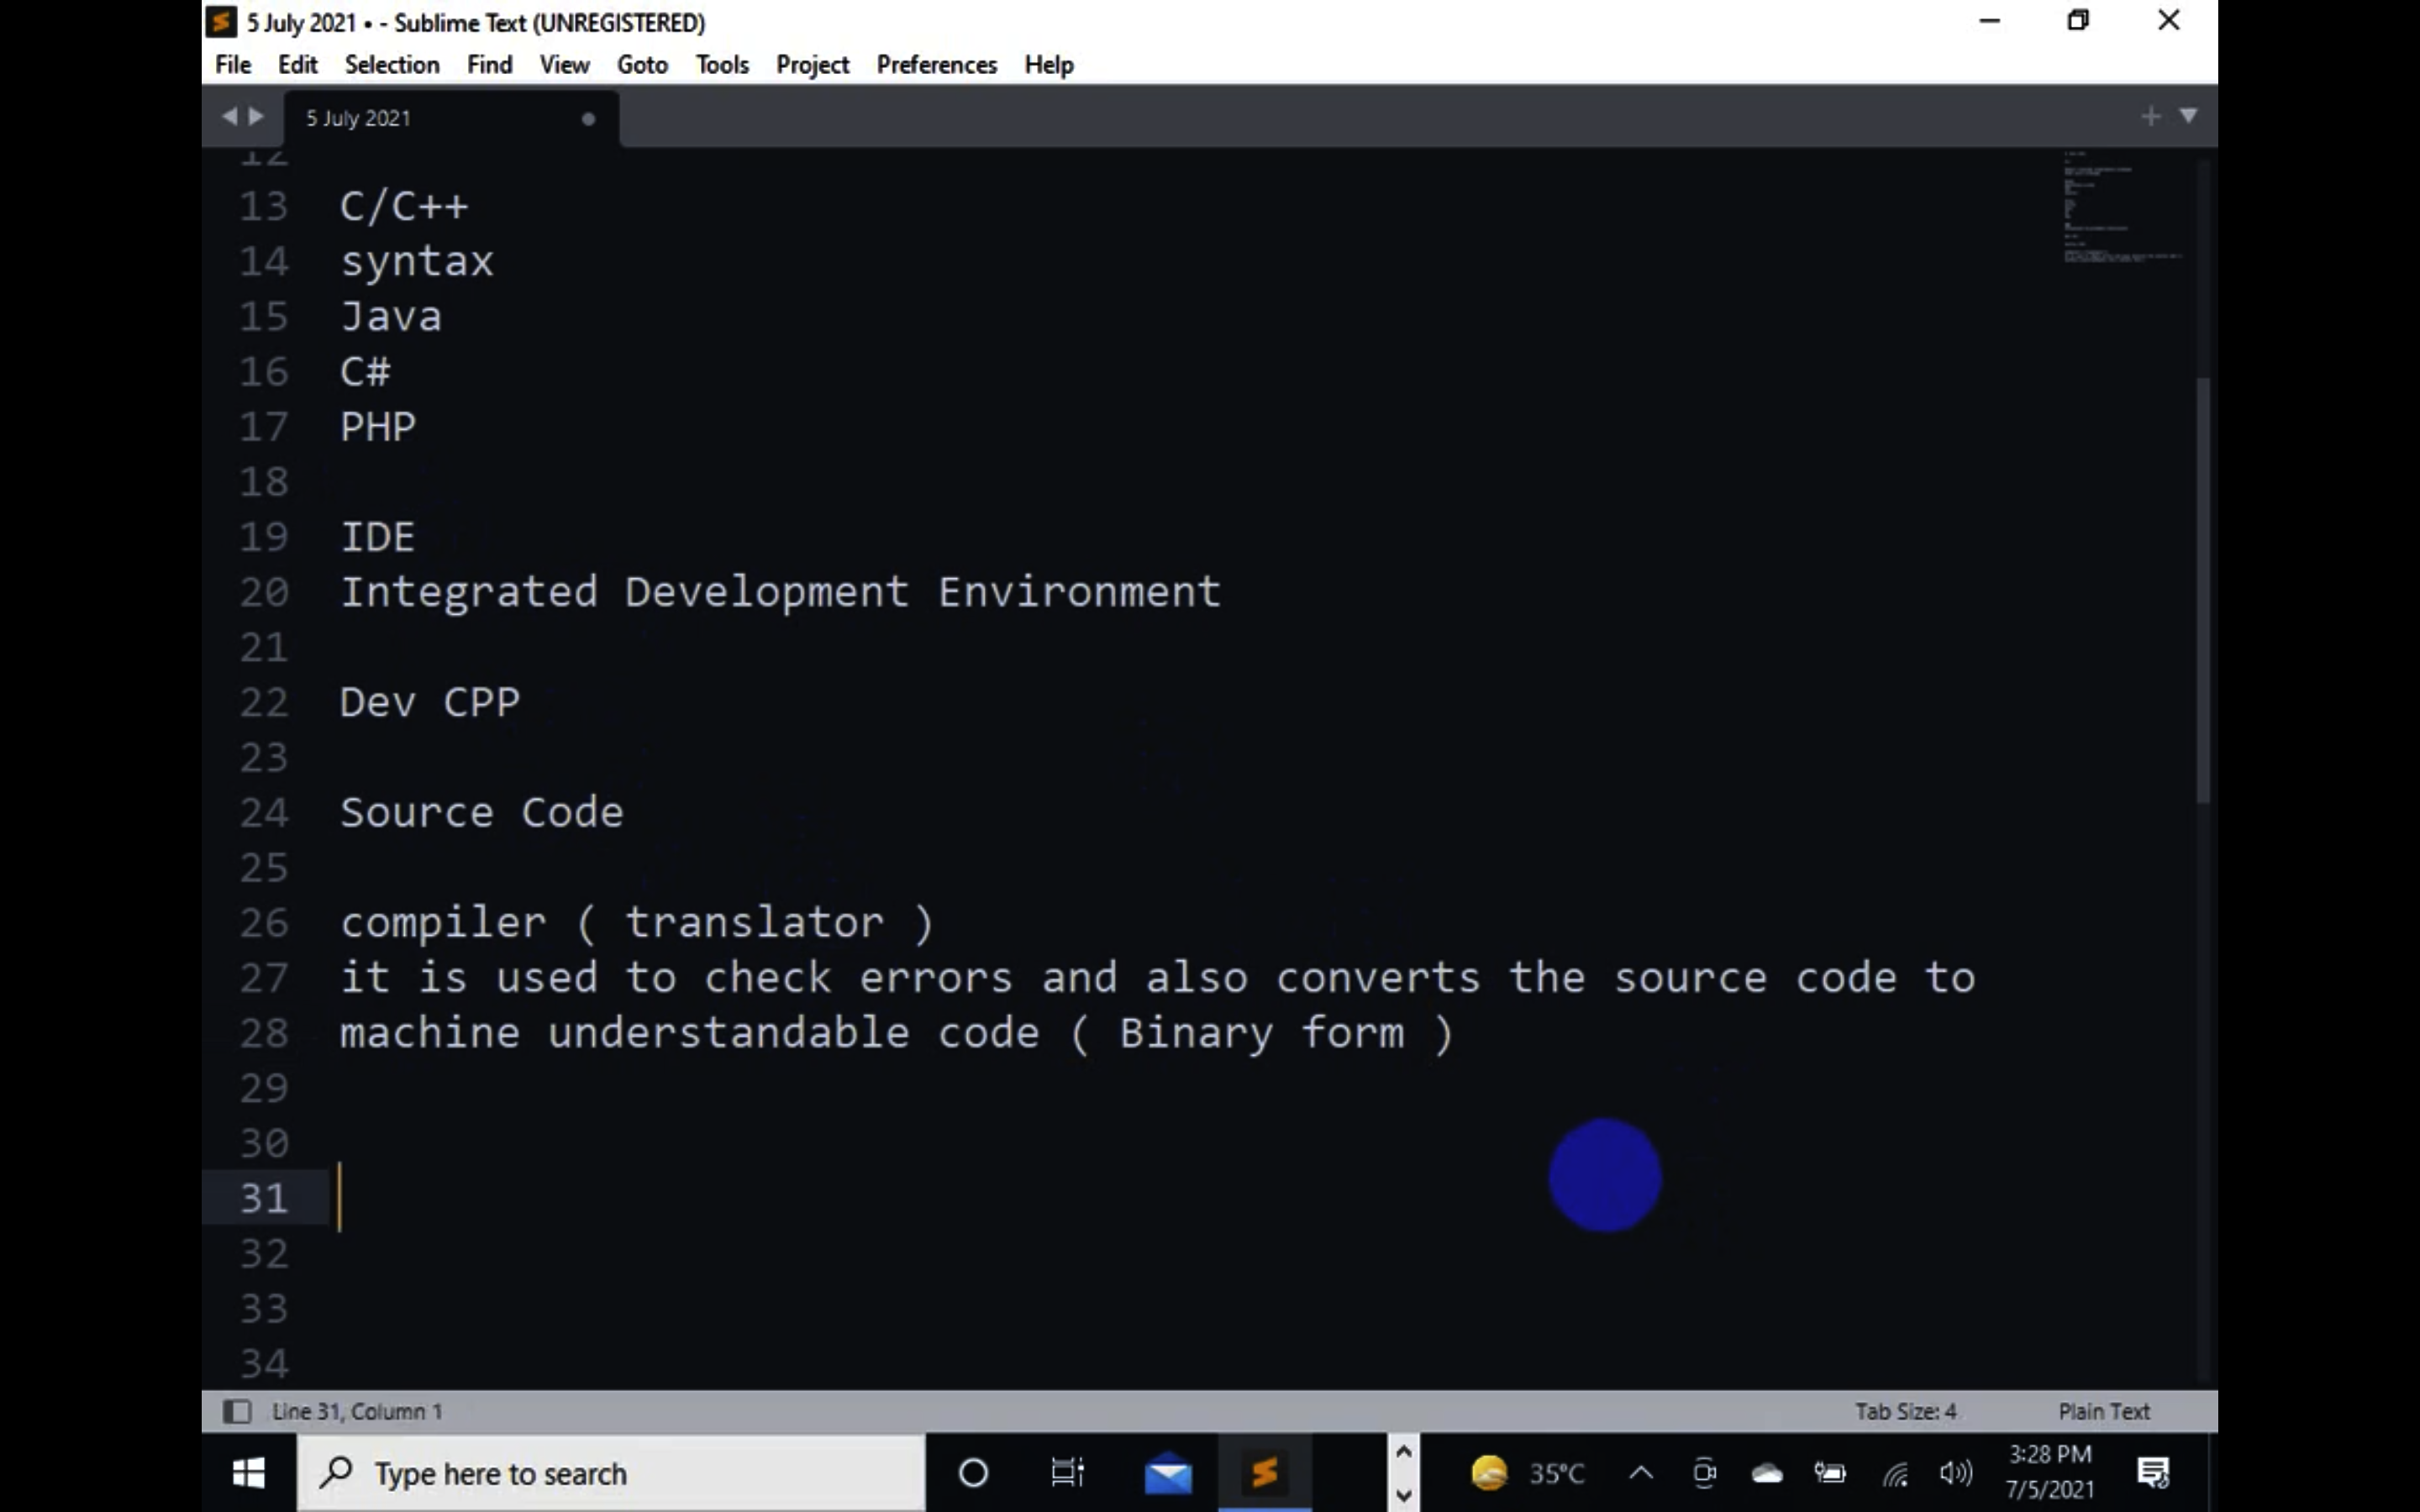 5 July 2021 • - Sublime Text (UNREGISTERED)
File Edit Selection Find View Goto Tools Project Preferences Help
5 July 2021
12
13 C/C++
14 syntax
15 Java
16 C#
17 PHP
18
19 IDE
20 Integrated Development Environment
21
22 Dev CPP
23
24 Source Code
25
26 compiler ( translator )
27 it is used to check errors and also converts the source code to
28 machine understandable code ( Binary form )
29
30
31
32
33
34
Line 31, Column 1 Tab Size: 4 Plain Text
Type here to search 35°C 3:28 PM
7/5/2021